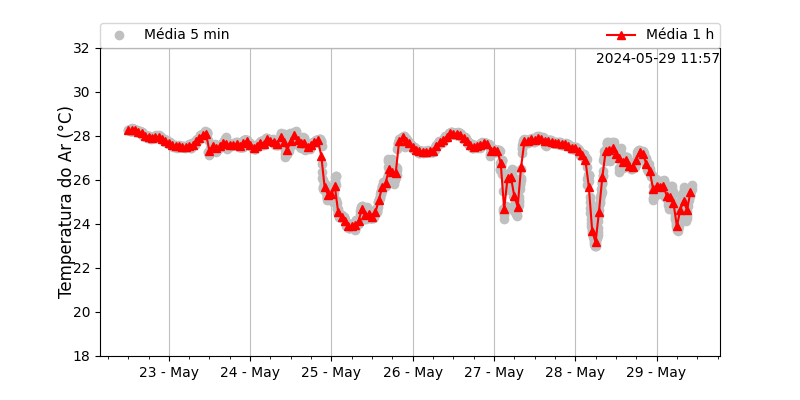 Média 5 min
Média 1 h
2024-05-29 11:57
Temperatura do Ar (°C)
32
30
28
26
24
22
20
18
23 - May
24 - May
25 - May
26 - May
27 - May
28 - May
29 - May